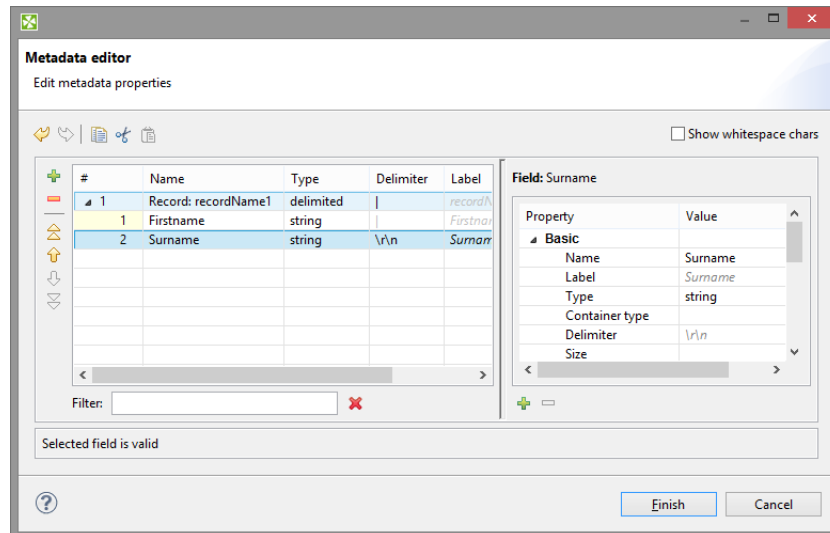 Metadata editor
Edit metadata properties
Show whitespace chars
# Name Type Delimiter Label
1 Record: recordName1 delimited | recordN
1 Firstname string | Firstnar
2 Surname string \r\n Surnam
Filter:
Field: Surname
Property Value
Basic
Name Surname
Label Surname
Type string
Container type
Delimiter \r\n
Size
Selected field is valid
Finish Cancel